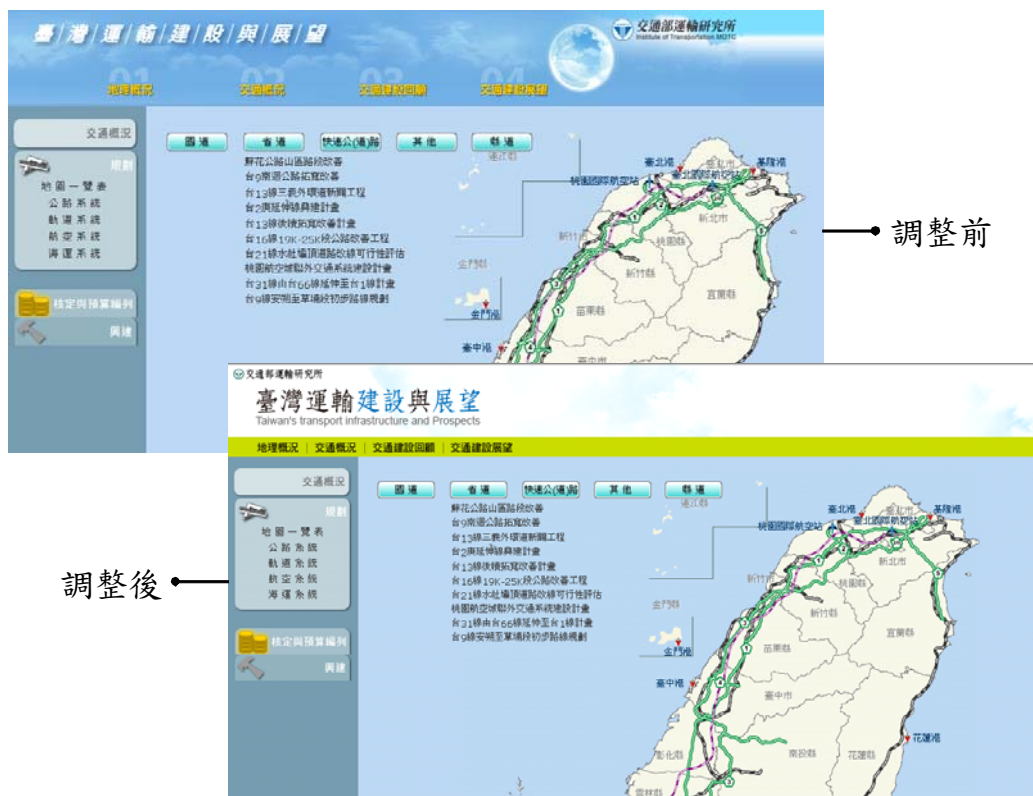 臺/灣/運/輸/建/設/與/展/望
交通部運輸研究所
Institute of Transportation MOTC
01 02 03 04
地理概況 交通概況 交通建設回顧 交通建設展望
交通概況
規劃
地圖一覽表
公路系統
軌道系統
航空系統
海運系統
核定與預算編列
興建
國道 省道 快速公(道)路 其他 縣道
蘇花公路山區路段改善
台9南迴公路拓寬改善
台13線三義外環道新闢工程
台2庚延伸線興建計畫
台13線後續拓寬改善計畫
台16線19K-25K段公路改善工程
台21線水社壩頂道路改線可行性評估
桃園航空城聯外交通系統建設計畫
台31線由台66線延伸至台1線計畫
台9線安朔至草埔段初步路線規劃
連江縣
臺北港
臺北市
基隆港
桃園國際航空站
臺北國際航空站
新北市
新竹市
桃園縣
金門縣
新竹縣
宜蘭縣
金門港
苗栗縣
臺中港
臺中市
調整前
交通部運輸研究所
臺灣運輸建設與展望
Taiwan's transport infrastructure and Prospects
地理概況 | 交通概況 | 交通建設回顧 | 交通建設展望
交通概況
規劃
地圖一覽表
公路系統
軌道系統
航空系統
海運系統
核定與預算編列
興建
國道 省道 快速公(道)路 其他 縣道
蘇花公路山區路段改善
台9南迴公路拓寬改善
台13線三義外環道新闢工程
台2庚延伸線興建計畫
台13線後續拓寬改善計畫
台16線19K-25K段公路改善工程
台21線水社壩頂道路改線可行性評估
桃園航空城聯外交通系統建設計畫
台31線由台66線延伸至台1線計畫
台9線安朔至草埔段初步路線規劃
連江縣
臺北港
臺北市
基隆港
桃園國際航空站
臺北國際航空站
新北市
新竹市
桃園縣
金門縣
新竹縣
宜蘭縣
金門港
苗栗縣
臺中港
臺中市
花蓮港
彰化縣
南投縣
花蓮縣
雲林縣
調整後